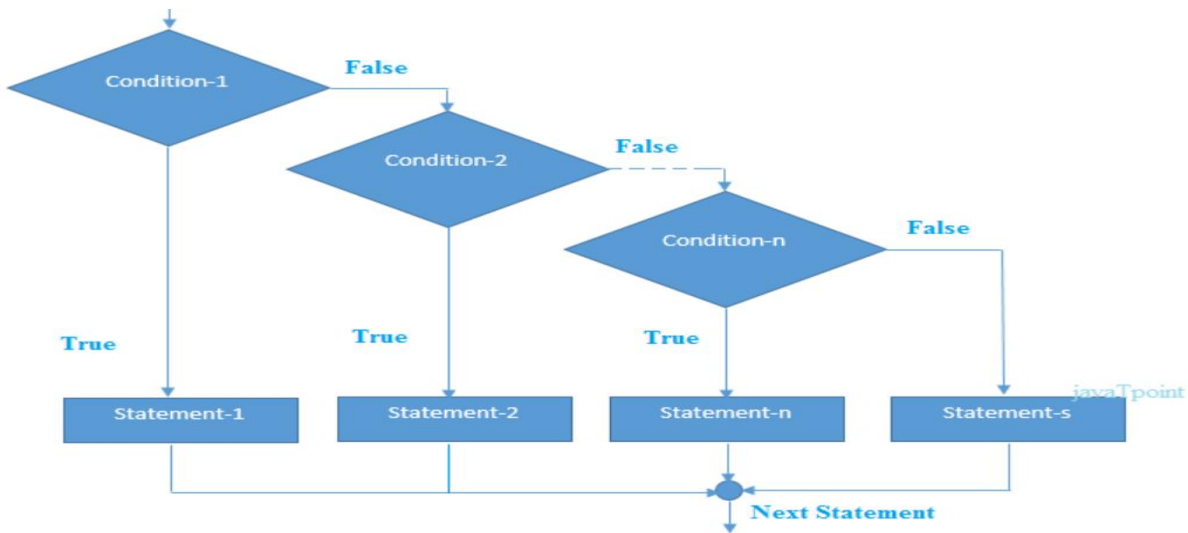 Condition-1
False
Condition-2
False
Condition-n
False
True
True
True
Statement-1
Statement-2
Statement-n
Statement-s
javaTpoint
Next Statement